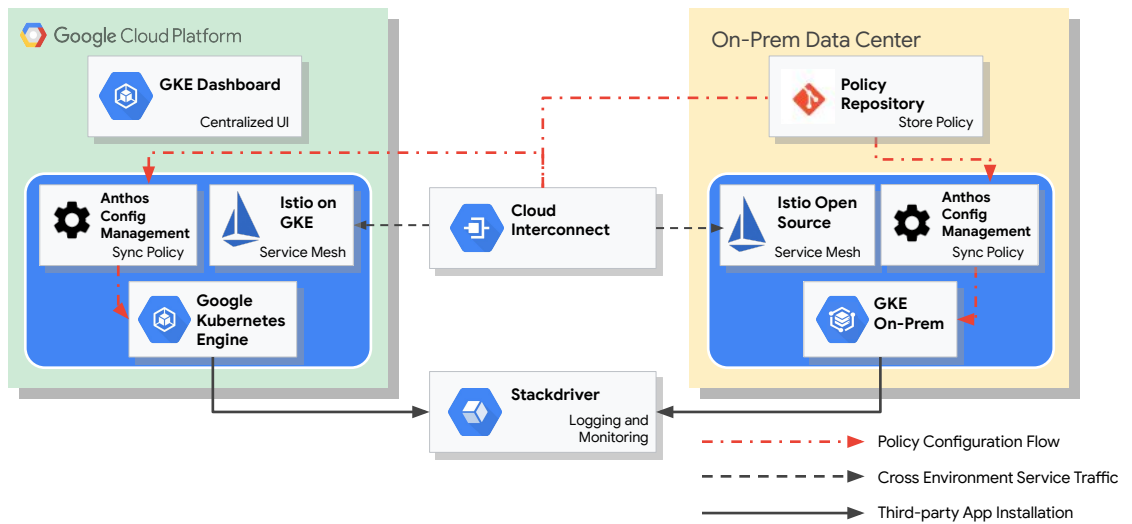 Google Cloud Platform
On-Prem Data Center
GKE Dashboard
Centralized UI
Policy
Repository
Store Policy
Anthos
Config
Management
Sync Policy
Istio on
GKE
Service Mesh
Cloud
Interconnect
Istio Open
Source
Service Mesh
Anthos
Config
Management
Sync Policy
Google
Kubernetes
Engine
GKE
On-Prem
Stackdriver
Logging and
Monitoring
Policy Configuration Flow
Cross Environment Service Traffic
Third-party App Installation